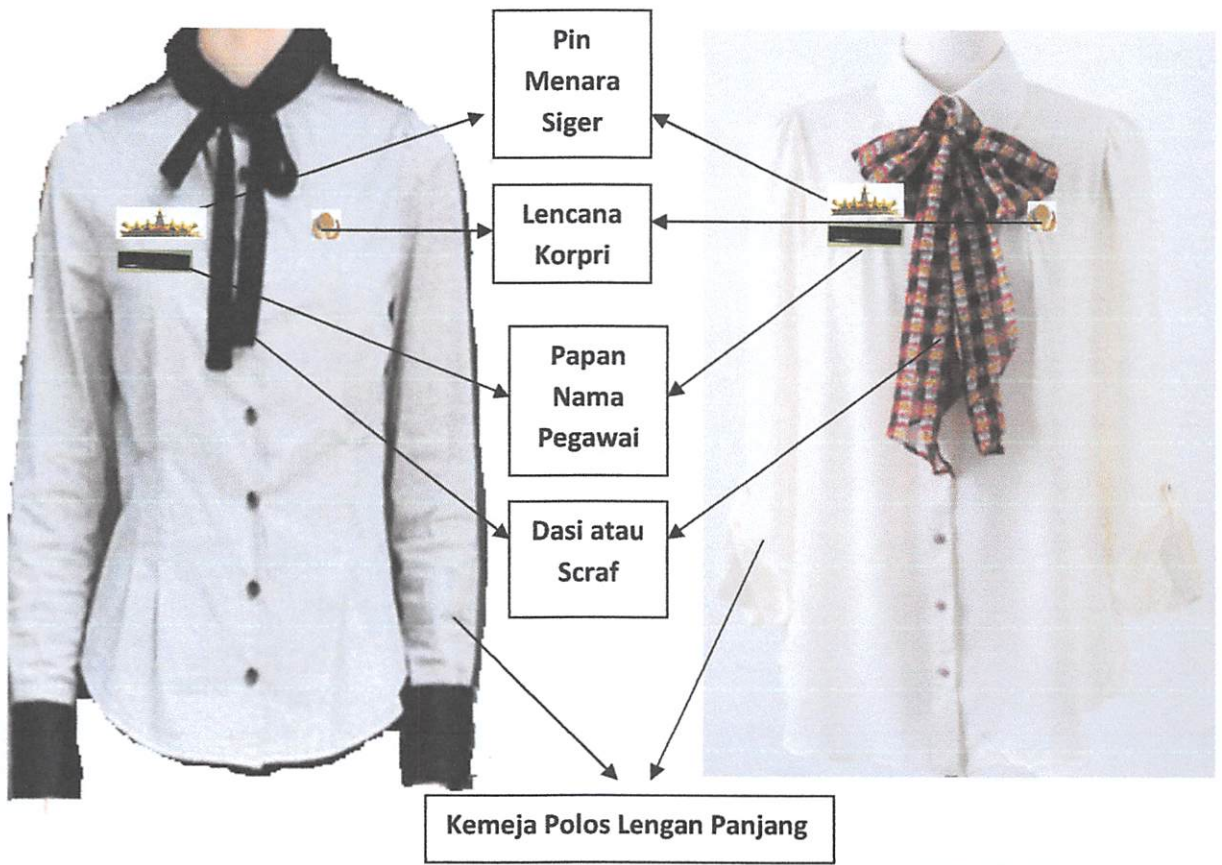 Pin
Menara
Siger
Lencana
Korpri
Papan
Nama
Pegawai
Dasi atau
Scraf
Kemeja Polos Lengan Panjang